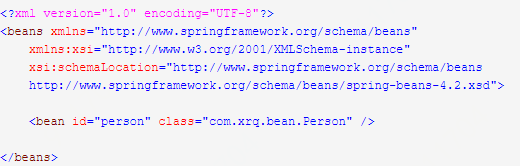 <?xml version="1.0" encoding="UTF-8"?>
<beans xmlns="http://www.springframework.org/schema/beans"
xmlns:xsi="http://www.w3.org/2001/XMLSchema-instance"
xsi:schemaLocation="http://www.springframework.org/schema/beans
http://www.springframework.org/schema/beans/spring-beans-4.2.xsd">
<bean id="person" class="com.xrq.bean.Person" />
</beans>